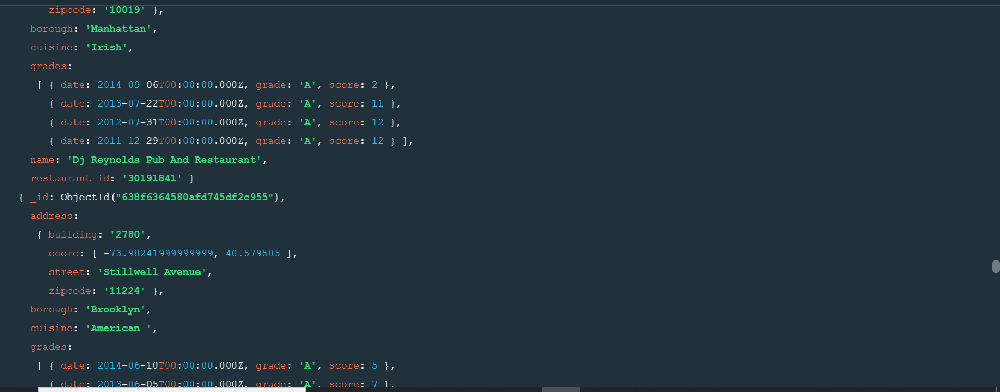 zipcode: '10019' },
borough: 'Manhattan',
cuisine: 'Irish',
grades:
[ { date: 2014-09-06T00:00:00.000Z, grade: 'A', score: 2 },
{ date: 2013-07-22T00:00:00.000Z, grade: 'A', score: 11 },
{ date: 2012-07-31T00:00:00.000Z, grade: 'A', score: 12 },
{ date: 2011-12-29T00:00:00.000Z, grade: 'A', score: 12 } ],
name: 'Dj Reynolds Pub And Restaurant',
restaurant_id: '30191841' }
{ _id: ObjectId("638f6364580afd745df2c955"),
address:
{ building: '2780',
coord: [ -73.98241999999999, 40.579505 ],
street: 'Stillwell Avenue',
zipcode: '11224' },
borough: 'Brooklyn',
cuisine: 'American ',
grades:
[ { date: 2014-06-10T00:00:00.000Z, grade: 'A', score: 5 },
{ date: 2013-06-05T00:00:00.000Z, grade: 'A', score: 7 },